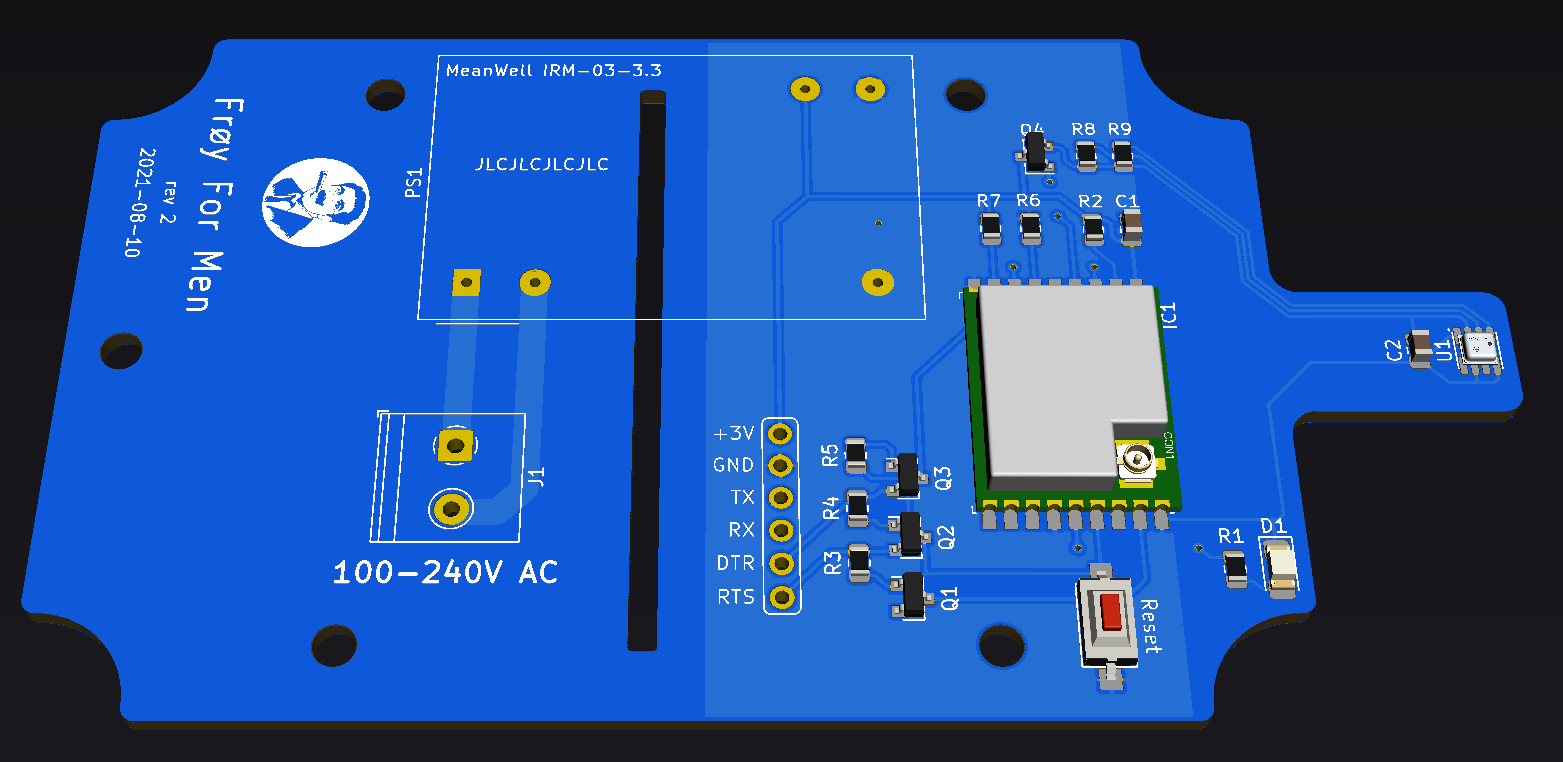 MeanWell IRM-03-3.3
JLCJLCJLCJLC
PS1
Frøy For Men
rev 2
2021-08-10
Q4
R8
R9
R7
R6
R2
C1
IC1
CON1
C2
U1
J1
100-240V AC
+3V
GND
TX
RX
DTR
RTS
R5
R4
R3
Q3
Q2
Q1
Reset
R1
D1